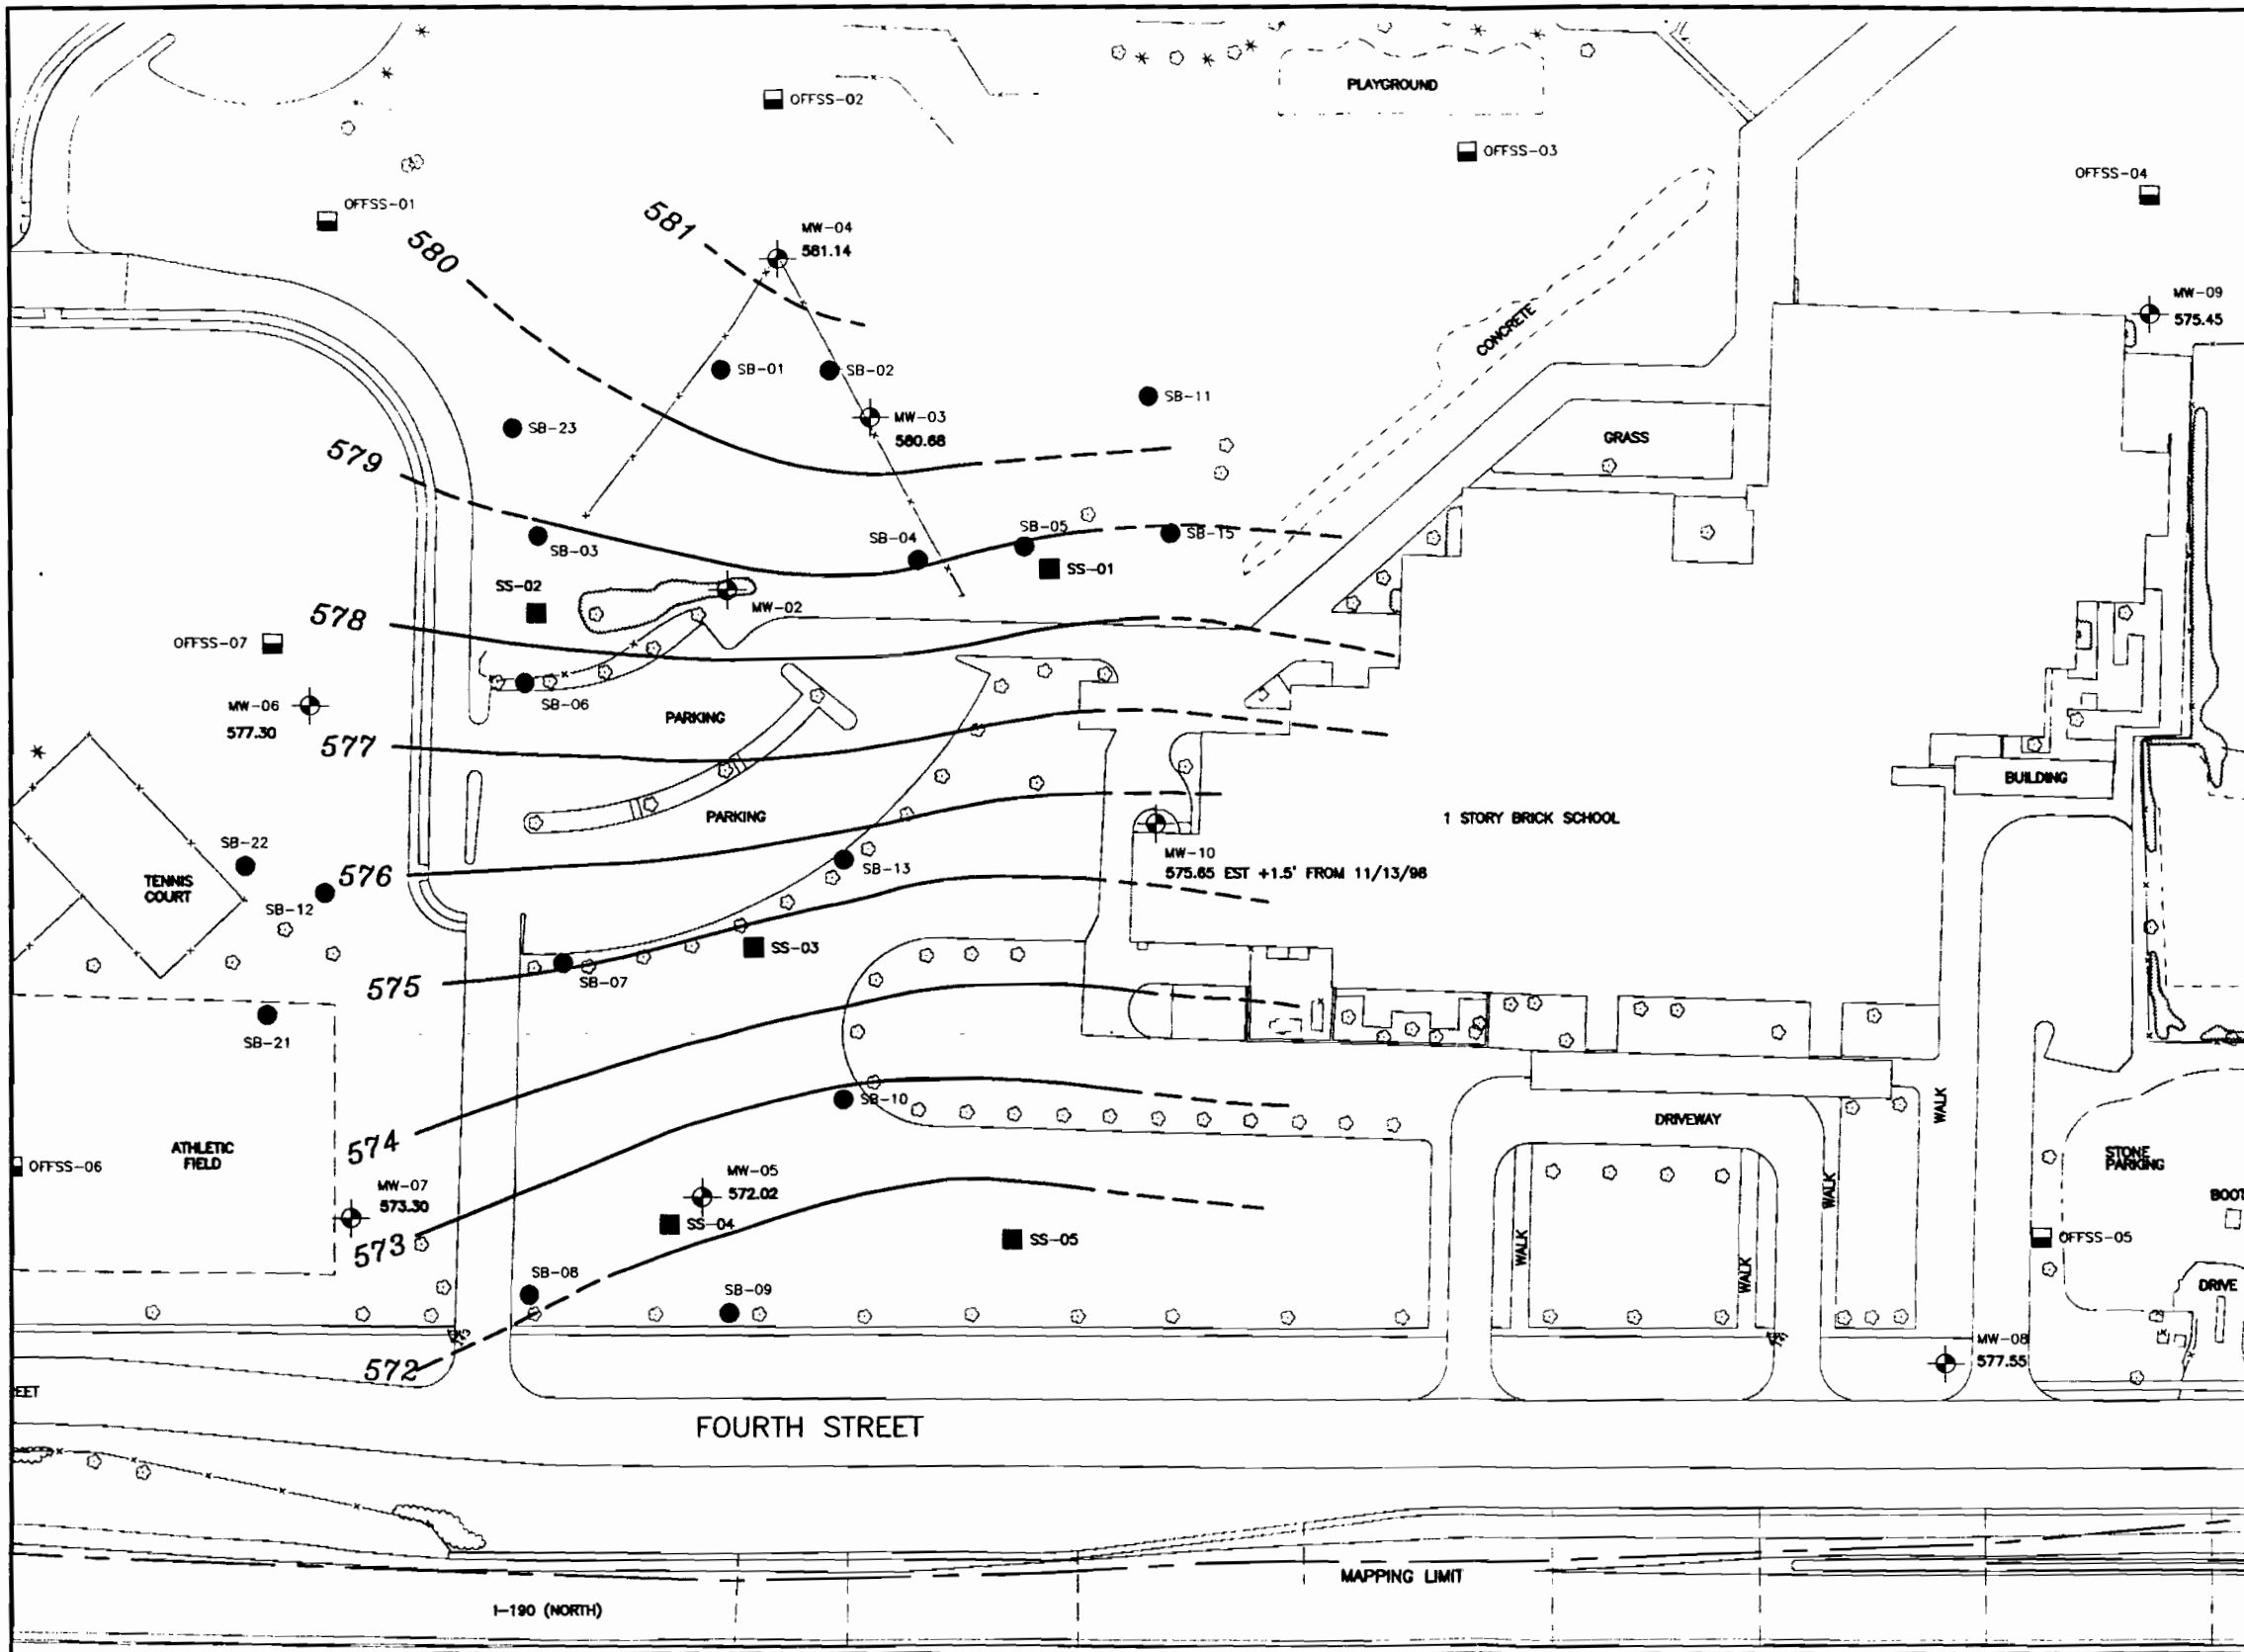 OFFSS-02
PLAYGROUND
OFFSS-03
OFFSS-04
OFFSS-01
581
MW-04
581.14
580
MW-09
575.45
CONCRETE
SB-01
SB-02
SB-11
MW-03
580.68
SB-23
GRASS
579
SB-03
SB-04
SB-05
SB-15
SS-01
SS-02
MW-02
578
OFFSS-07
MW-06
577.30
SB-06
PARKING
577
BUILDING
PARKING
1 STORY BRICK SCHOOL
SB-22
MW-10
575.65 EST +1.5' FROM 11/13/98
SB-13
576
TENNIS
COURT
SB-12
SS-03
575
SB-07
SB-21
SB-10
574
DRIVEWAY
WALK
ATHLETIC
FIELD
STONE
PARKING
OFFSS-06
MW-07
573.30
MW-05
572.02
WALK
BOOT
SS-04
573
SS-05
WALK
OFFSS-05
SB-08
WALK
DRIVE
SB-09
MW-08
577.55
572
EET
FOURTH STREET
MAPPING LIMIT
I-190 (NORTH)